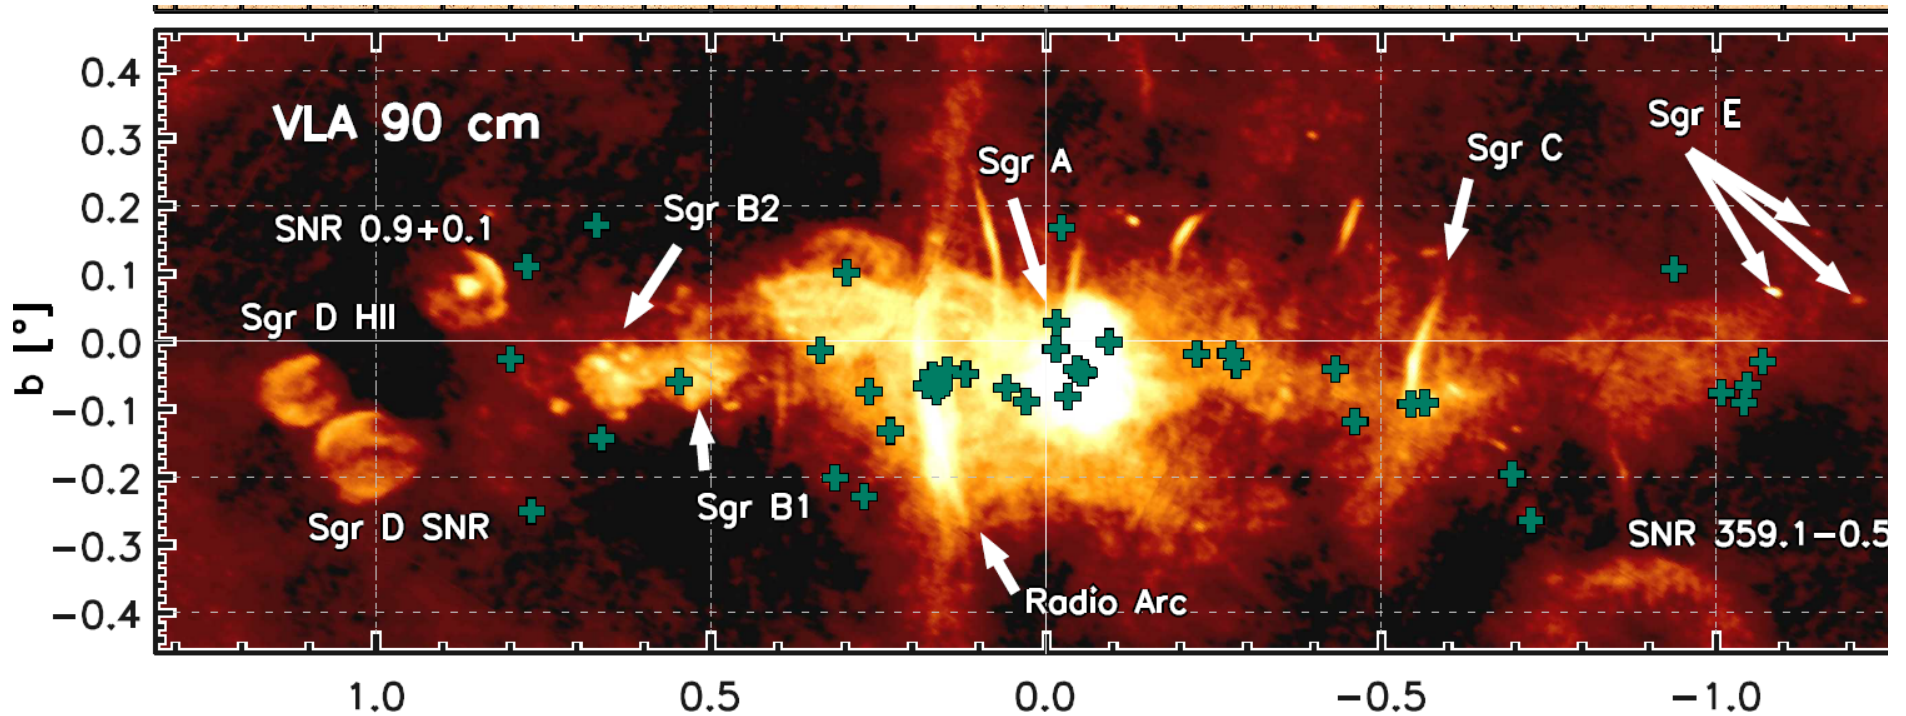 0.4
VLA 90 cm
Sgr E
0.3
Sgr C
Sgr A
0.2
Sgr B2
SNR 0.9+0.1
0.1
Sgr D HII
0.0
b [°]
−0.1
−0.2
Sgr B1
Sgr D SNR
SNR 359.1−0.5
−0.3
Radio Arc
−0.4
1.0 0.5 0.0 −0.5 −1.0